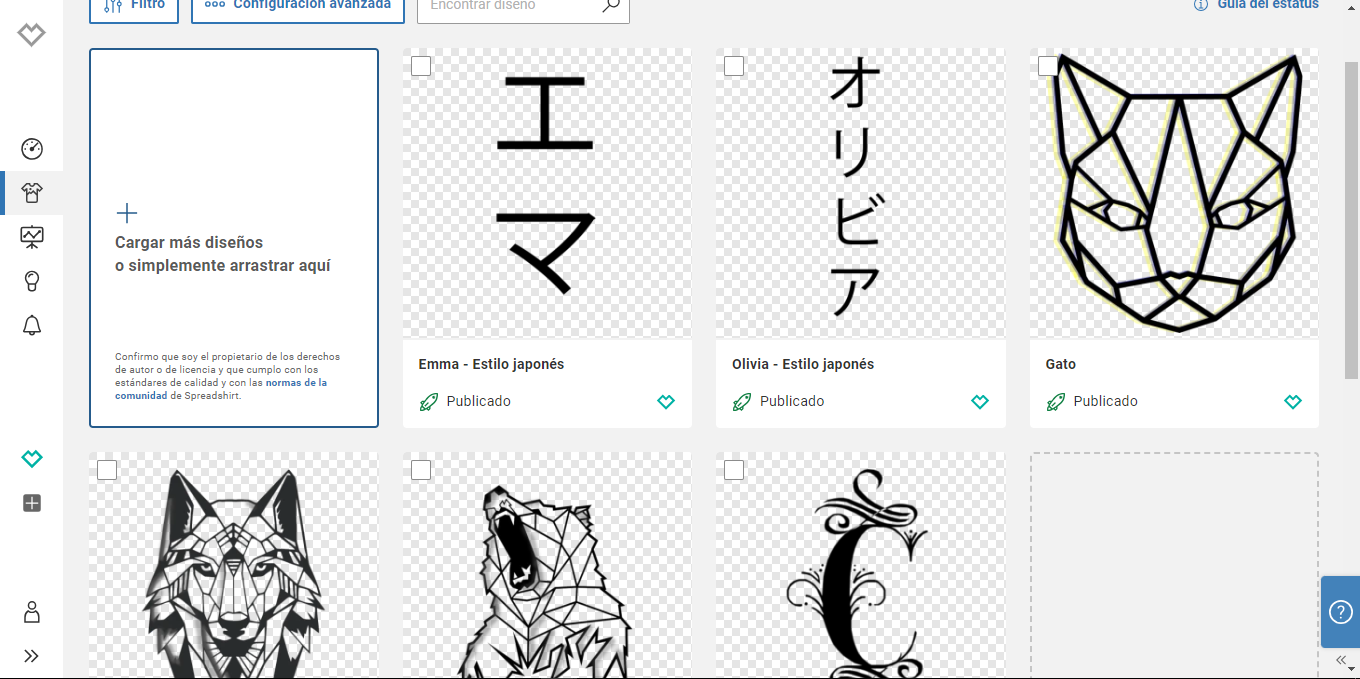 Filtro
Configuración avanzada
Encontrar diseño
Guía del estatus
Cargar más diseños
o simplemente arrastrar aquí
Confirmo que soy el propietario de los derechos
de autor o de licencia y que cumplo con los
estándares de calidad y con las normas de la
comunidad de Spreadshirt.
エ
マ
Emma - Estilo japonés
Publicado
オ
リ
ビ
ア
Olivia - Estilo japonés
Publicado
Gato
Publicado
C